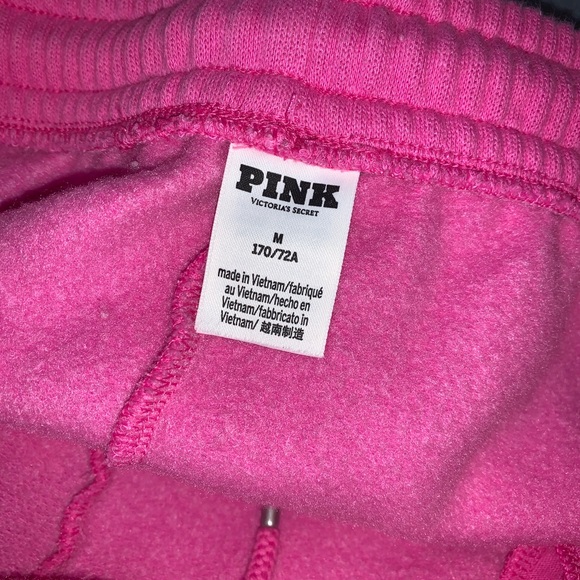 PINK
VICTORIA'S SECRET
M
170/72A
made in Vietnam/fabriqué
au Vietnam/hecho en
Vietnam/fabbricato in
Vietnam/ 越南制造